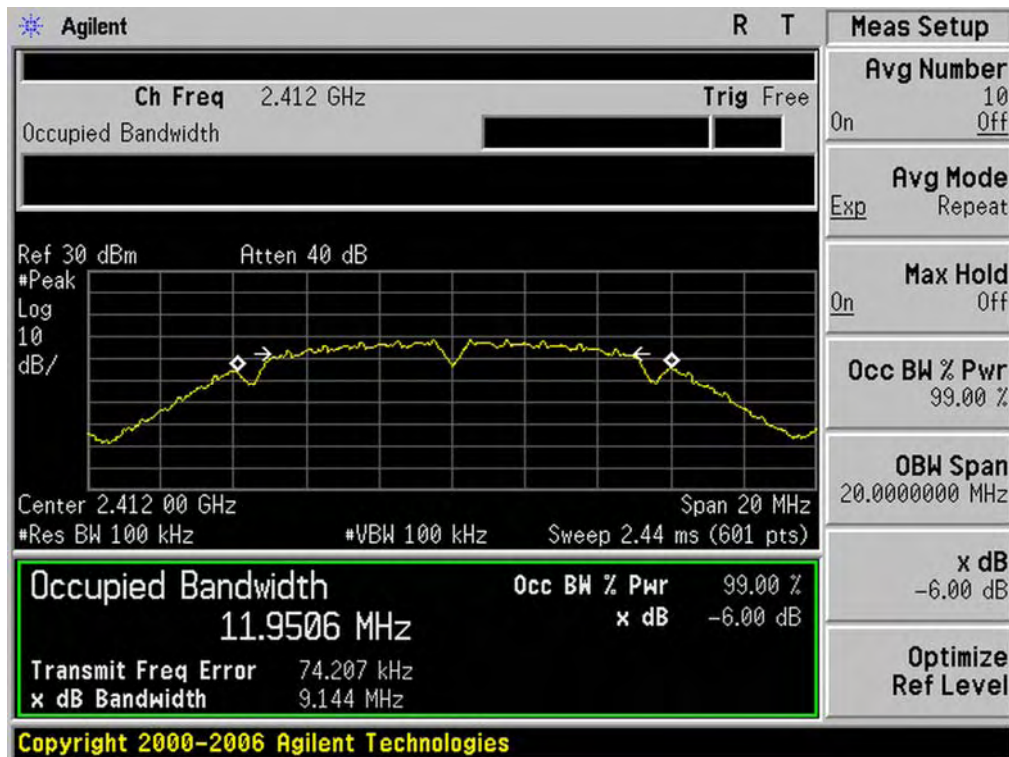 Agilent
R T
Ch Freq 2.412 GHz
Trig Free
Occupied Bandwidth
Ref 30 dBm
Atten 40 dB
#Peak
Log
10
dB/
Center 2.412 00 GHz
Span 20 MHz
#Res BW 100 kHz
#VBW 100 kHz
Sweep 2.44 ms (601 pts)
Occupied Bandwidth
11.9506 MHz
Occ BW % Pwr 99.00 %
x dB -6.00 dB
Transmit Freq Error 74.207 kHz
x dB Bandwidth 9.144 MHz
Copyright 2000-2006 Agilent Technologies
Meas Setup
Avg Number
10
On Off
Avg Mode
Exp Repeat
Max Hold
On Off
Occ BW % Pwr
99.00 %
OBW Span
20.0000000 MHz
x dB
-6.00 dB
Optimize
Ref Level